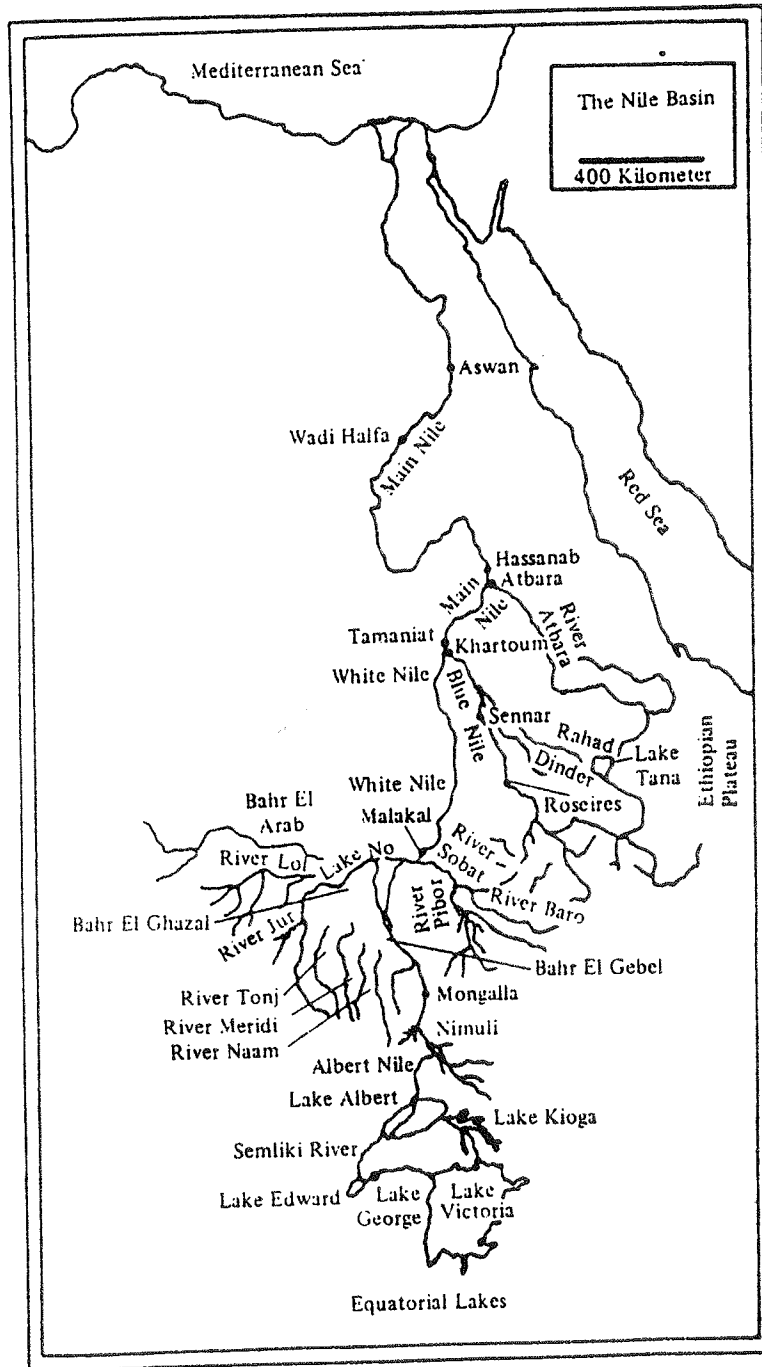 Mediterranean Sea
The Nile Basin
400 Kilometer
Aswan
Wadi Halfa
Main Nile
Red Sea
Hassanab
Atbara
Main
Nile
River
Atbara
Tamaniat
Khartoum
White Nile
Blue
Nile
Sennar
Rahad
Dinder
Lake
Tana
Ethiopian
Plateau
White Nile
Roseires
Bahr El
Arab
Malakal
River Lol
Lake No
River
Sobat
River Baro
River
Pibor
Bahr El Ghazal
River Jur
Bahr El Gebel
River Tonj
River Meridi
River Naam
Mongalla
Nimuli
Albert Nile
Lake Albert
Lake Kioga
Semliki River
Lake Edward
Lake
George
Lake
Victoria
Equatorial Lakes